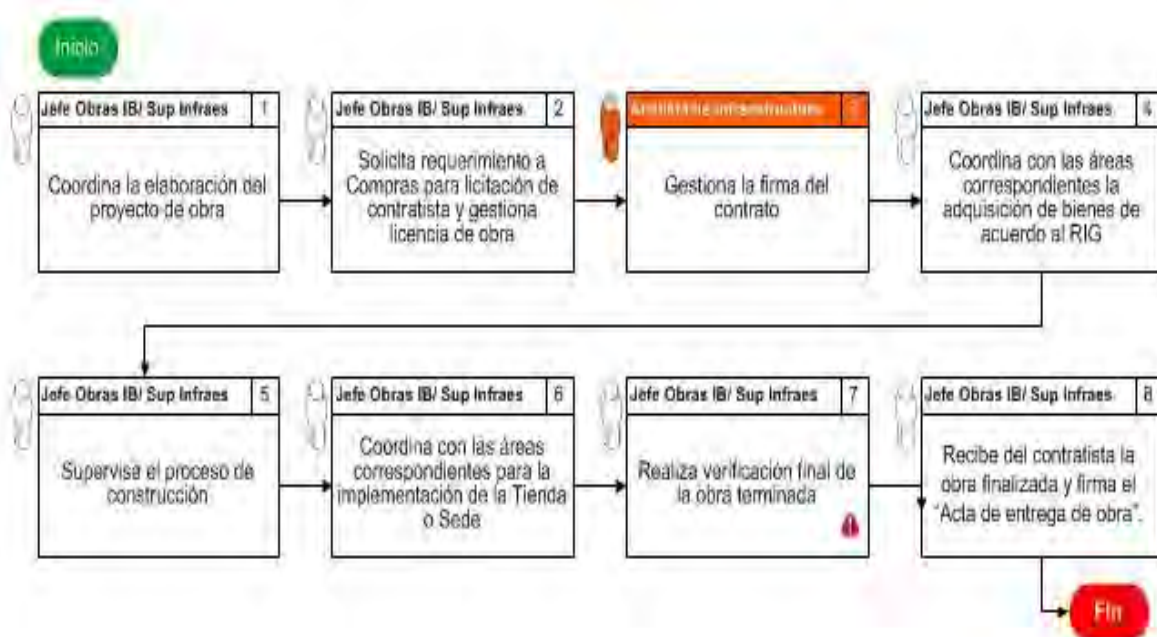 Inicio
Jefe Obras IB/ Sup Infraes 1
Coordina la elaboración del
proyecto de obra
Jefe Obras IB/ Sup Infraes 2
Solicita requerimiento a
Compras para licitación de
contratista y gestiona
licencia de obra
3
Gestiona la firma del
contrato
Jefe Obras IB/ Sup Infraes 4
Coordina con las áreas
correspondientes la
adquisición de bienes de
acuerdo al RIG
Jefe Obras IB/ Sup Infraes 5
Supervisa el proceso de
construcción
Jefe Obras IB/ Sup Infraes 6
Coordina con las áreas
correspondientes para la
implementación de la Tienda
o Sede
Jefe Obras IB/ Sup Infraes 7
Realiza verificación final de
la obra terminada
Jefe Obras IB/ Sup Infraes 8
Recibe del contratista la
obra finalizada y firma el
"Acta de entrega de obra".
Fin